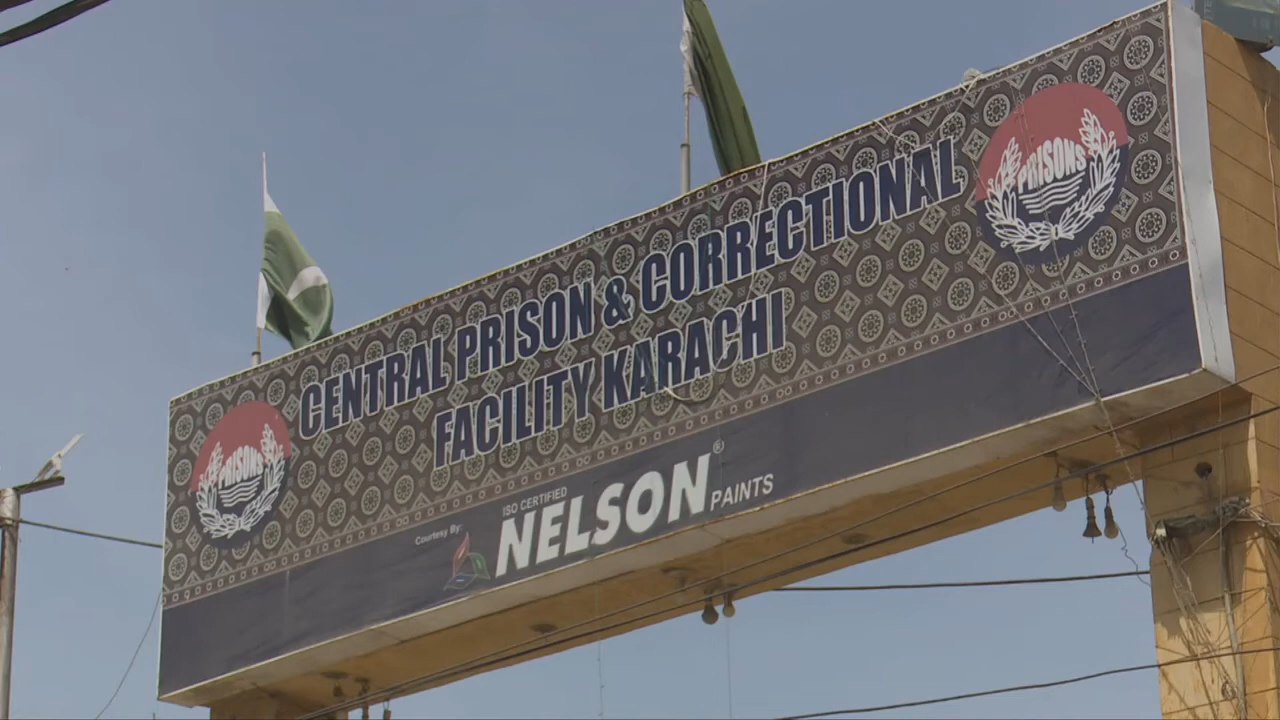 CENTRAL PRISON & CORRECTIONAL
FACILITY KARACHI
PRISONS
PRISONS
Courtesy By:
ISO CERTIFIED
NELSON® PAINTS